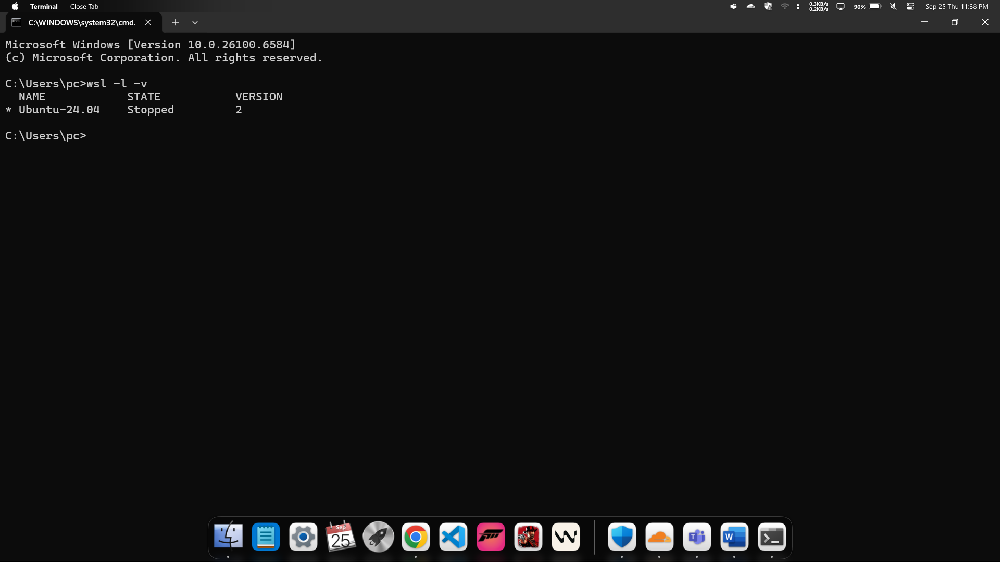 Terminal Close Tab 0.3KB/s 90% Sep 25 Thu 11:38 PM
0.2KB/s
C:\WINDOWS\system32\cmd.
Microsoft Windows [Version 10.0.26100.6584]
(c) Microsoft Corporation. All rights reserved.
C:\Users\pc>wsl -l -v
NAME STATE VERSION
* Ubuntu-24.04 Stopped 2
C:\Users\pc>
Sep
25
T
W